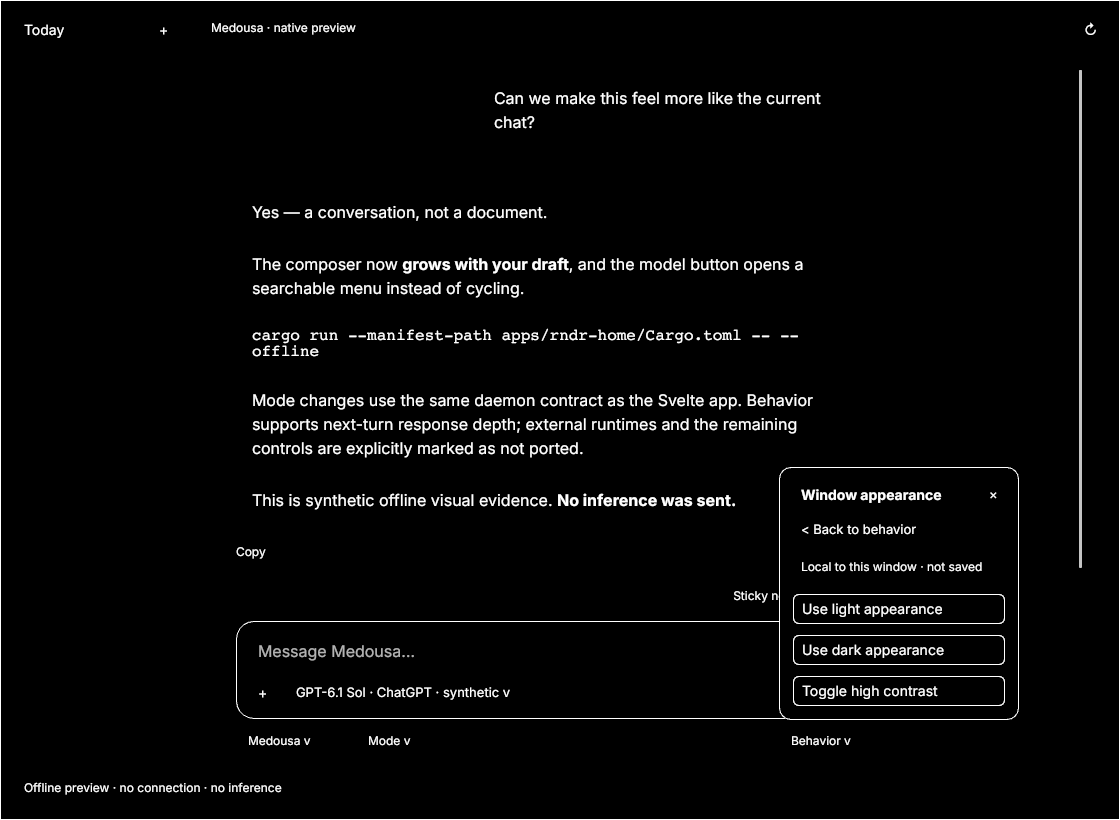 Today
+
Medousa · native preview
Can we make this feel more like the current
chat?
Yes — a conversation, not a document.
The composer now grows with your draft, and the model button opens a
searchable menu instead of cycling.
cargo run --manifest-path apps/rndr-home/Cargo.toml -- --
offline
Mode changes use the same daemon contract as the Svelte app. Behavior
supports next-turn response depth; external runtimes and the remaining
controls are explicitly marked as not ported.
This is synthetic offline visual evidence. No inference was sent.
Copy
Sticky n
Message Medousa...
+
GPT-6.1 Sol · ChatGPT · synthetic v
Medousa v
Mode v
Behavior v
Window appearance
×
< Back to behavior
Local to this window · not saved
Use light appearance
Use dark appearance
Toggle high contrast
Offline preview · no connection · no inference